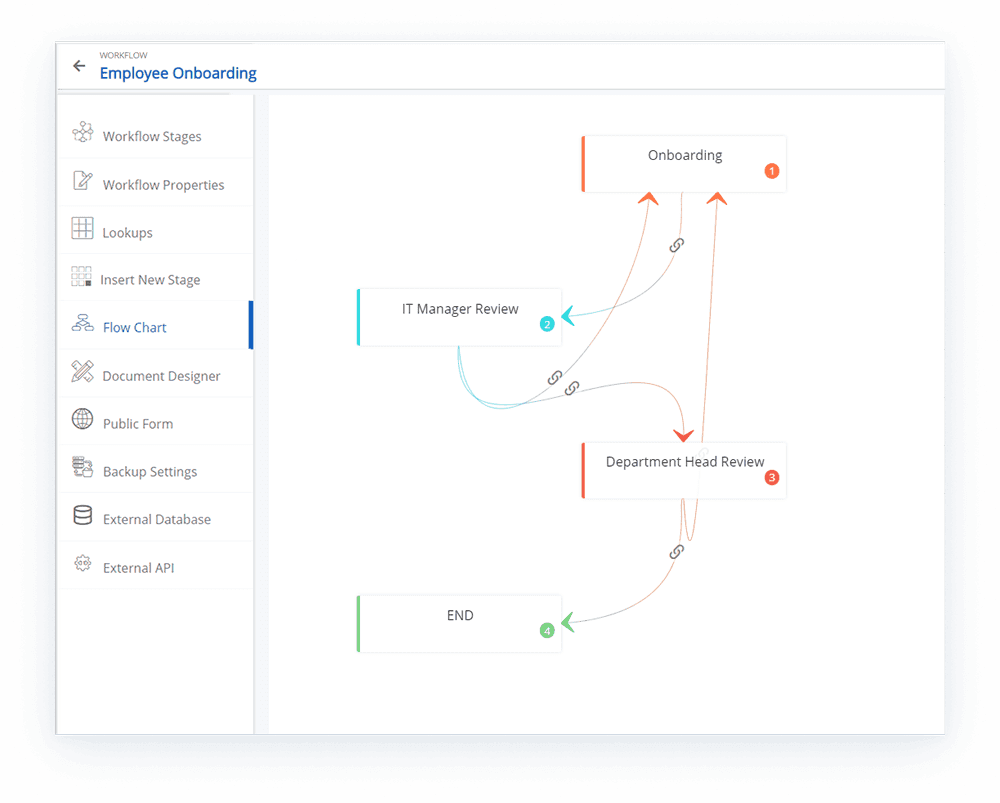 WORKFLOW
Employee Onboarding
Workflow Stages
Workflow Properties
Lookups
Insert New Stage
Flow Chart
Document Designer
Public Form
Backup Settings
External Database
External API
Onboarding
1
IT Manager Review
2
Department Head Review
3
END
4